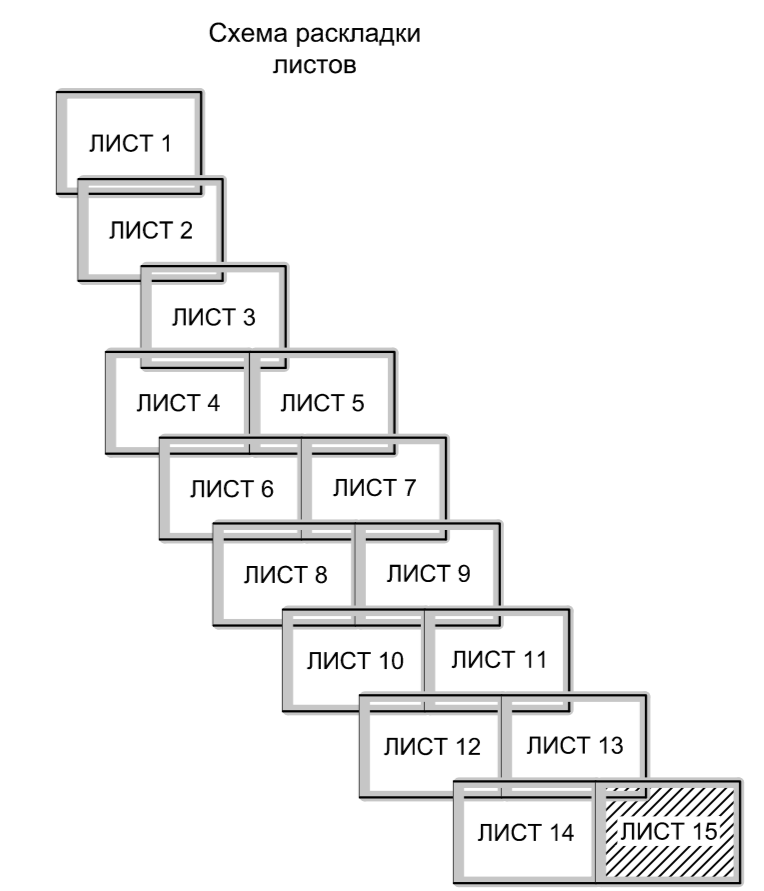 Схема раскладки
листов
ЛИСТ 1
ЛИСТ 2
ЛИСТ 3
ЛИСТ 4 ЛИСТ 5
ЛИСТ 6 ЛИСТ 7
ЛИСТ 8 ЛИСТ 9
ЛИСТ 10 ЛИСТ 11
ЛИСТ 12 ЛИСТ 13
ЛИСТ 14 ЛИСТ 15